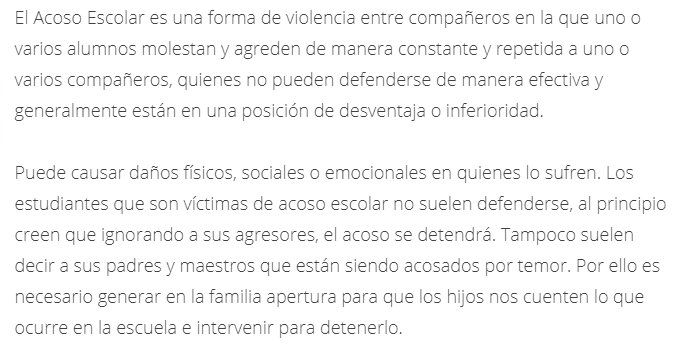 El Acoso Escolar es una forma de violencia entre compañeros en la que uno o
varios alumnos molestan y agreden de manera constante y repetida a uno o
varios compañeros, quienes no pueden defenderse de manera efectiva y
generalmente están en una posición de desventaja o inferioridad.
Puede causar daños físicos, sociales o emocionales en quienes lo sufren. Los
estudiantes que son víctimas de acoso escolar no suelen defenderse, al principio
creen que ignorando a sus agresores, el acoso se detendrá. Tampoco suelen
decir a sus padres y maestros que están siendo acosados por temor. Por ello es
necesario generar en la familia apertura para que los hijos nos cuenten lo que
ocurre en la escuela e intervenir para detenerlo.